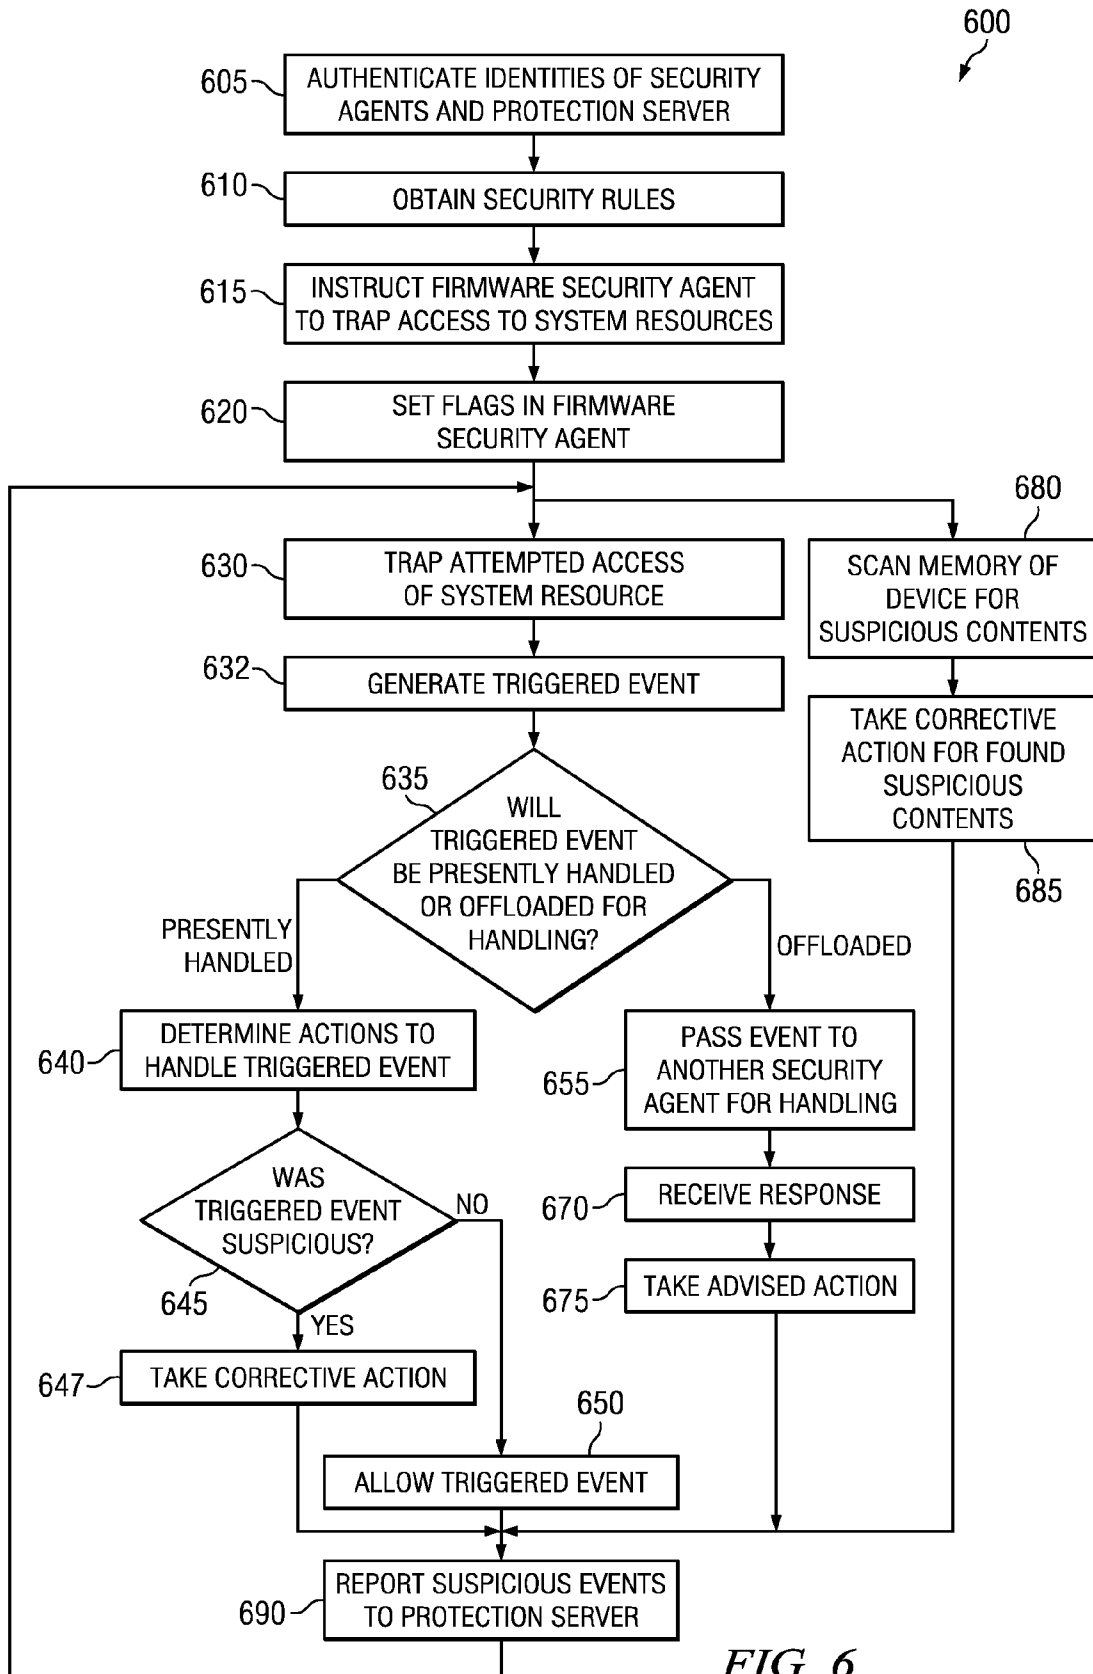 600
605
AUTHENTICATE IDENTITIES OF SECURITY
AGENTS AND PROTECTION SERVER
610
OBTAIN SECURITY RULES
615
INSTRUCT FIRMWARE SECURITY AGENT
TO TRAP ACCESS TO SYSTEM RESOURCES
620
SET FLAGS IN FIRMWARE
SECURITY AGENT
630
TRAP ATTEMPTED ACCESS
OF SYSTEM RESOURCE
680
SCAN MEMORY OF
DEVICE FOR
SUSPICIOUS CONTENTS
632
GENERATE TRIGGERED EVENT
TAKE CORRECTIVE
ACTION FOR FOUND
SUSPICIOUS
CONTENTS
685
635
WILL
TRIGGERED EVENT
BE PRESENTLY HANDLED
OR OFFLOADED FOR
HANDLING?
PRESENTLY
HANDLED
OFFLOADED
640
DETERMINE ACTIONS TO
HANDLE TRIGGERED EVENT
655
PASS EVENT TO
ANOTHER SECURITY
AGENT FOR HANDLING
WAS
TRIGGERED EVENT
SUSPICIOUS?
645
NO
YES
670
RECEIVE RESPONSE
675
TAKE ADVISED ACTION
647
TAKE CORRECTIVE ACTION
650
ALLOW TRIGGERED EVENT
690
REPORT SUSPICIOUS EVENTS
TO PROTECTION SERVER
FIG. 6